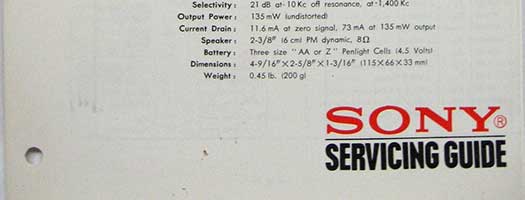 Selectivity: 21 dB at -10 Kc off resonance, at -1,400 Kc
Output Power: 135 mW (undistorted)
Current Drain: 11.6 mA at zero signal, 73 mA at 135 mW output
Speaker: 2-3/8" (6 cm) PM dynamic, 8Ω
Battery: Three size "AA or Z" Penlight Cells (4.5 Volts)
Dimensions: 4-9/16"×2-5/8"×1-3/16" (115×66×33 mm)
Weight: 0.45 lb. (200 g)
SONY®
SERVICING GUIDE